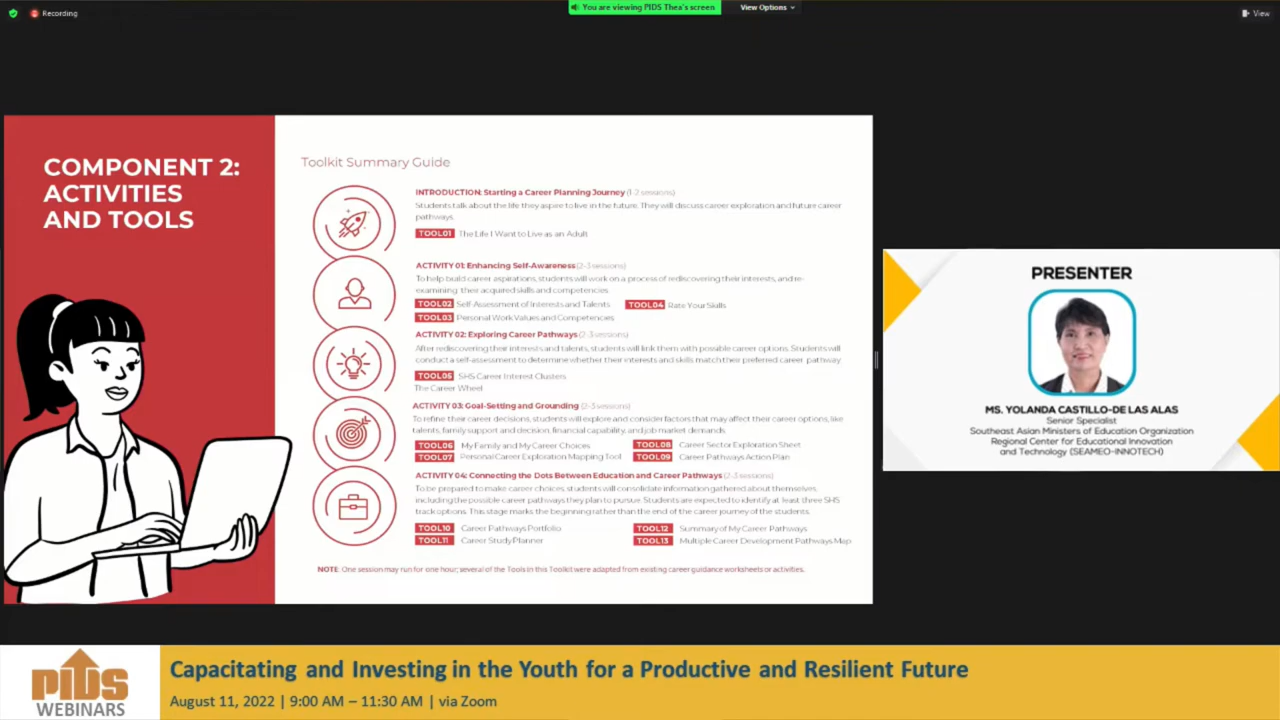 Recording
You are viewing PIDS Thea's screen
View Options
View
COMPONENT 2:
ACTIVITIES
AND TOOLS
Toolkit Summary Guide
INTRODUCTION: Starting a Career Planning Journey (1-2 sessions)
Students talk about the life they aspire to live in the future. They will discuss career exploration and future career
pathways.
TOOL01 The Life I Want to Live as an Adult
ACTIVITY 01: Enhancing Self-Awareness (2-3 sessions)
To help build career aspirations, students will work on a process of rediscovering their interests, and re-
examining their acquired skills and competencies
TOOL02 Self-Assessment of Interests and Talents TOOL04 Rate Your Skills
TOOL03 Personal Work Values and Competencies
ACTIVITY 02: Exploring Career Pathways (2-3 sessions)
After rediscovering their interests and talents, students will link them with possible career options. Students will
conduct a self-assessment to determine whether their interests and skills match their preferred career pathway.
TOOL05 SHS Career Interest Clusters
The Career Wheel
ACTIVITY 03: Goal-Setting and Grounding (2-3 sessions)
To refine their career decisions, students will explore and consider factors that may affect their career options, like
talents, family support and decision, financial capability, and job market demands.
TOOL06 My Family and My Career Choices TOOL08 Career Sector Exploration Sheet
TOOL07 Personal Career Exploration Mapping Tool TOOL09 Career Pathways Action Plan
ACTIVITY 04: Connecting the Dots Between Education and Career Pathways (2-3 sessions)
To be prepared to make career choices, students will consolidate information gathered about themselves,
including the possible career pathways they plan to pursue. Students are expected to identify at least three SHS
track options. This stage marks the beginning rather than the end of the career journey of the students.
TOOL10 Career Pathways Portfolio TOOL12 Summary of My Career Pathways
TOOL11 Career Study Planner TOOL13 Multiple Career Development Pathways Map
NOTE: One session may run for one hour; several of the Tools in this Toolkit were adapted from existing career guidance worksheets or activities.
PRESENTER
MS. YOLANDA CASTILLO-DE LAS ALAS
Senior Specialist
Southeast Asian Ministers of Education Organization
Regional Center for Educational Innovation
and Technology (SEAMEO-INNOTECH)
PIDS
WEBINARS
Capacitating and Investing in the Youth for a Productive and Resilient Future
August 11, 2022 | 9:00 AM – 11:30 AM | via Zoom